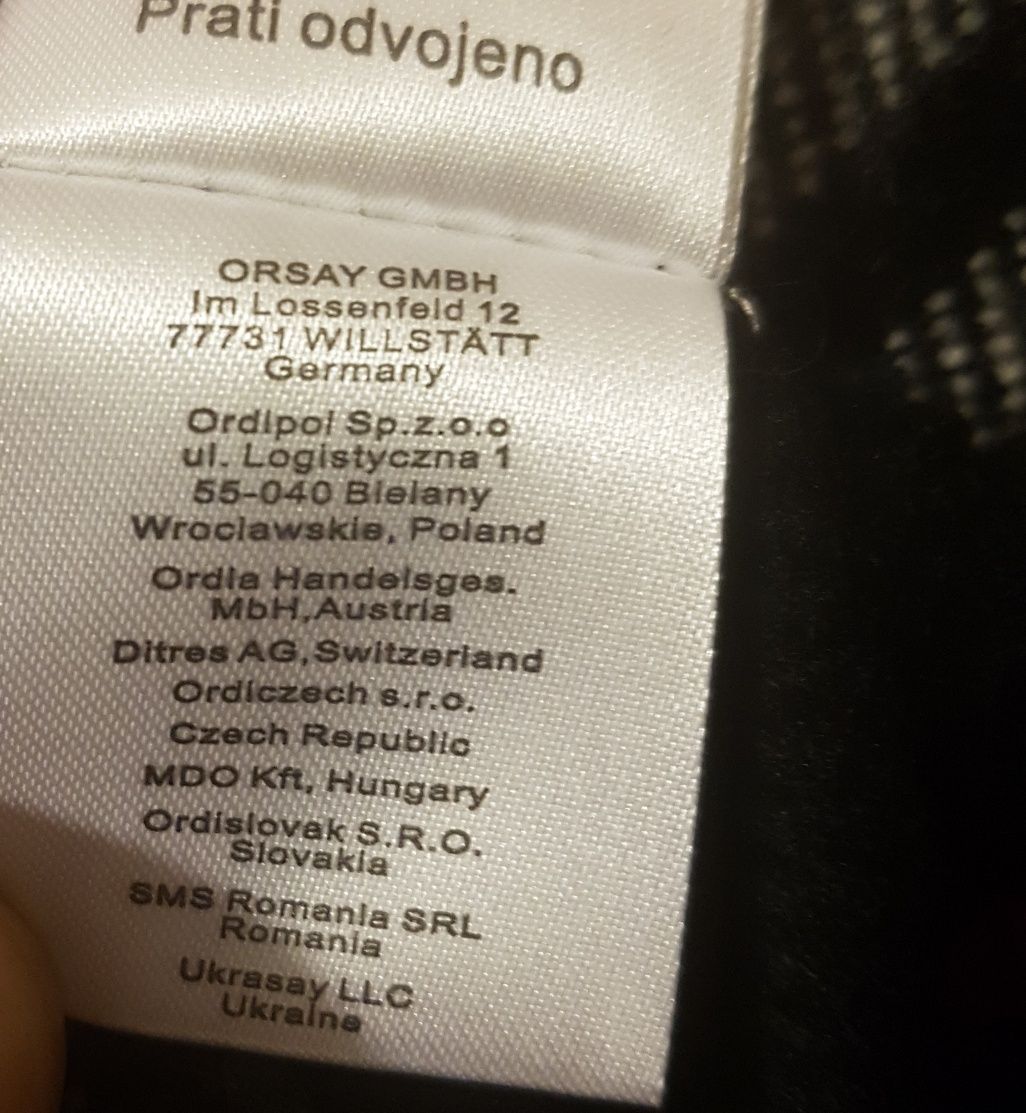 Prati odvojeno
ORSAY GMBH
Im Lossenfeld 12
77731 WILLSTÄTT
Germany
Ordipol Sp.z.o.o
ul. Logistyczna 1
55-040 Bielany
Wroclawskie, Poland
Ordia Handelsges.
MbH,Austria
Ditres AG,Switzerland
Ordiczech s.r.o.
Czech Republic
MDO Kft, Hungary
Ordislovak S.R.O.
Slovakia
SMS Romania SRL
Romania
Ukrasay LLC
Ukraine